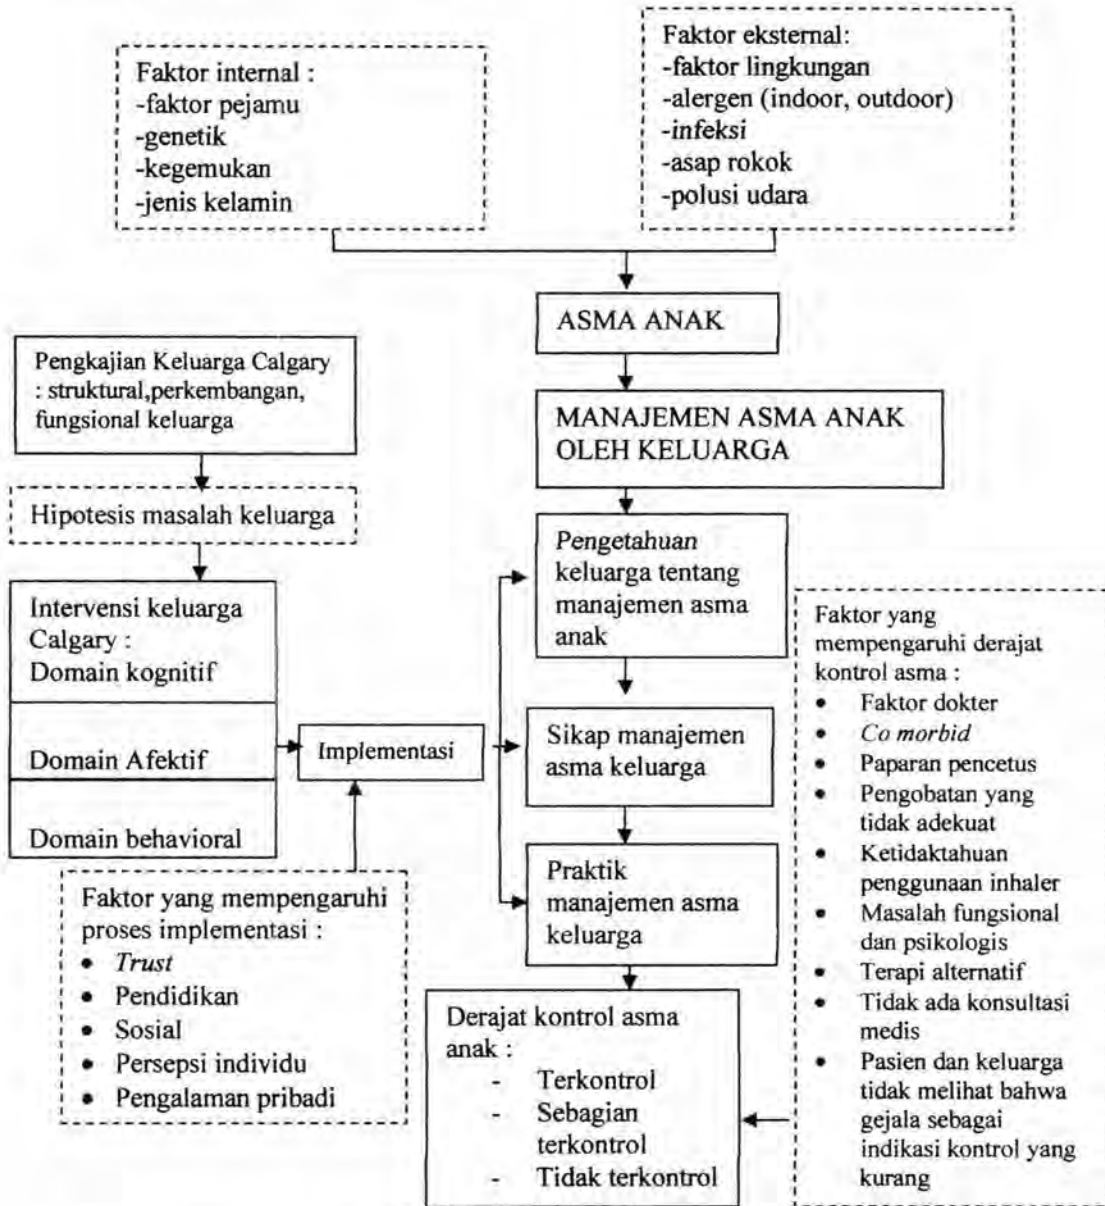 Faktor internal :
-faktor pejamu
-genetik
-kegemukan
-jenis kelamin
Faktor eksternal:
-faktor lingkungan
-alergen (indoor, outdoor)
-infeksi
-asap rokok
-polusi udara
ASMA ANAK
Pengkajian Keluarga Calgary
: struktural,perkembangan,
fungsional keluarga
MANAJEMEN ASMA ANAK
OLEH KELUARGA
Hipotesis masalah keluarga
Pengetahuan
keluarga tentang
manajemen asma
anak
Intervensi keluarga
Calgary :
Domain kognitif
Domain Afektif
Domain behavioral
Implementasi
Sikap manajemen
asma keluarga
Praktik
manajemen asma
keluarga
Faktor yang mempengaruhi
proses implementasi :
• Trust
• Pendidikan
• Sosial
• Persepsi individu
• Pengalaman pribadi
Derajat kontrol asma
anak :
- Terkontrol
- Sebagian
terkontrol
- Tidak terkontrol
Faktor yang
mempengaruhi derajat
kontrol asma :
• Faktor dokter
• Co morbid
• Paparan pencetus
• Pengobatan yang
tidak adekuat
• Ketidaktahuan
penggunaan inhaler
• Masalah fungsional
dan psikologis
• Terapi alternatif
• Tidak ada konsultasi
medis
• Pasien dan keluarga
tidak melihat bahwa
gejala sebagai
indikasi kontrol yang
kurang